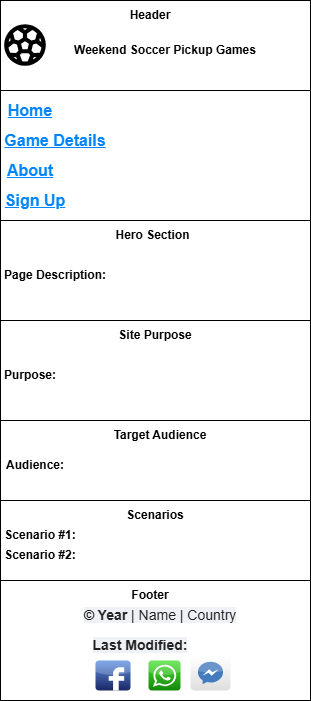 Header
Weekend Soccer Pickup Games
Home
Game Details
About
Sign Up
Hero Section
Page Description:
Site Purpose
Purpose:
Target Audience
Audience:
Scenarios
Scenario #1:
Scenario #2:
Footer
© Year | Name | Country
Last Modified: